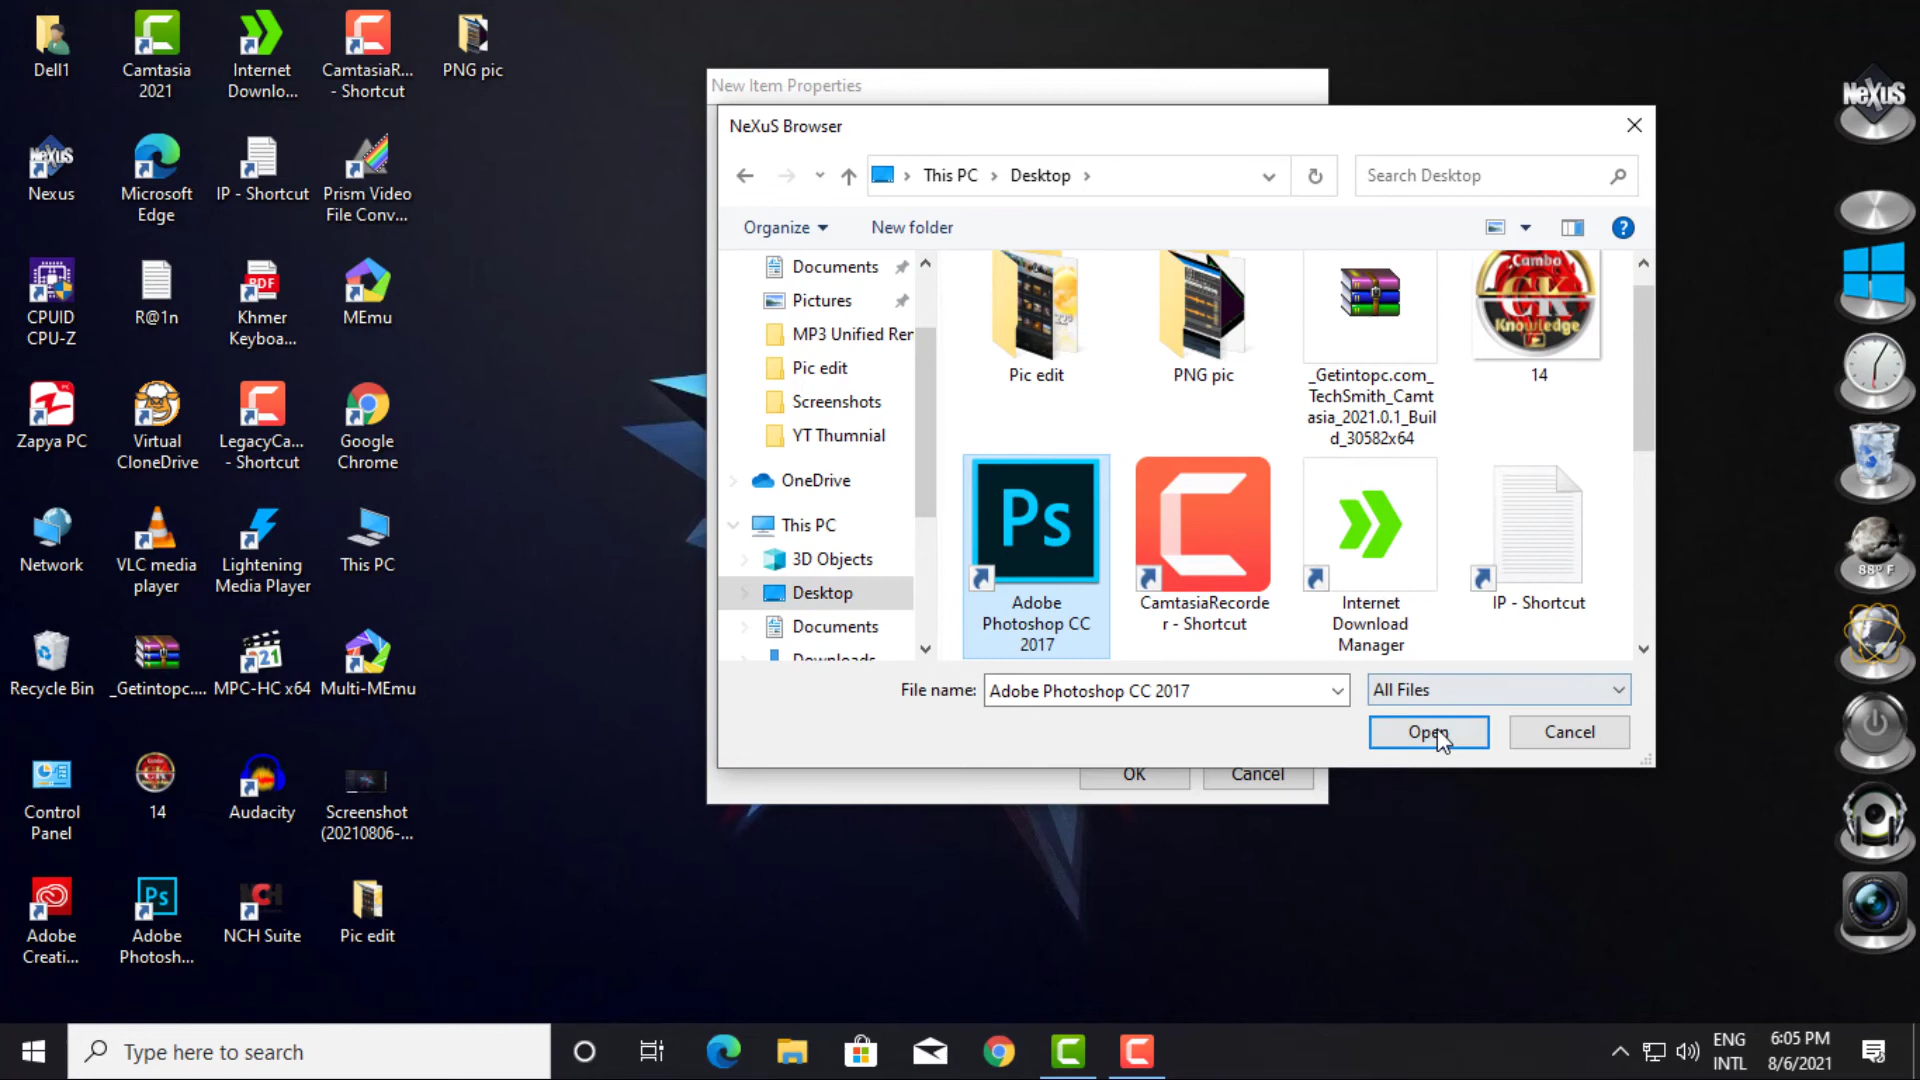 Dell1
Camtasia
2021
Internet
Downlo...
CamtasiaR...
- Shortcut
PNG pic
Nexus
Microsoft
Edge
IP - Shortcut
Prism Video
File Conv...
CPUID
CPU-Z
R@1n
Khmer
Keyboa...
MEmu
Zapya PC
Virtual
CloneDrive
LegacyCa...
- Shortcut
Google
Chrome
Network
VLC media
player
Lightening
Media Player
This PC
Recycle Bin
_Getintopc....
MPC-HC x64
Multi-MEmu
Control
Panel
14
Audacity
Screenshot
(20210806-...
Adobe
Creati...
Adobe
Photosh...
NCH Suite
Pic edit
New Item Properties
NeXuS Browser
This PC
Desktop
Search Desktop
Organize
New folder
Documents
Pictures
MP3 Unified Rer
Pic edit
Screenshots
YT Thumnial
OneDrive
This PC
3D Objects
Desktop
Documents
Downloads
Pic edit
PNG pic
_Getintopc.com_
TechSmith_Camt
asia_2021.0.1_Buil
d_30582x64
Cambo
CK
Knowledge
14
Ps
Adobe
Photoshop CC
2017
CamtasiaRecorde
r - Shortcut
Internet
Download
Manager
IP - Shortcut
File name:
Adobe Photoshop CC 2017
All Files
Open
Cancel
OK
Cancel
NeXuS
88° F
Type here to search
ENG
INTL
6:05 PM
8/6/2021